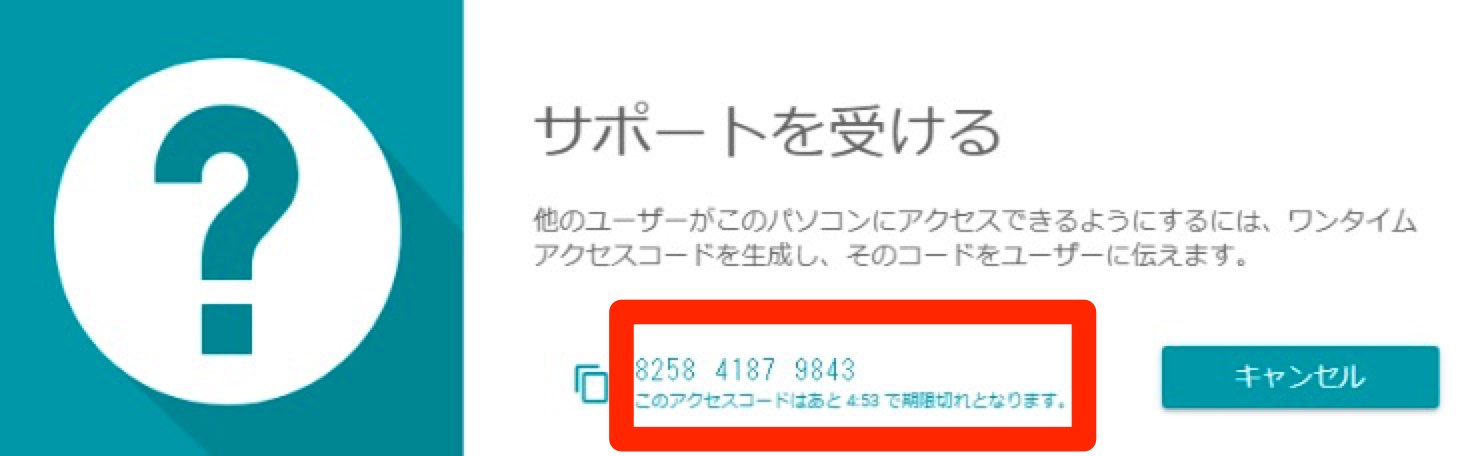 サポートを受ける
他のユーザーがこのパソコンにアクセスできるようにするには、ワンタイム
アクセスコードを生成し、そのコードをユーザーに伝えます。
8258 4187 9843
このアクセスコードはあと 4:53 で期限切れとなります。
キャンセル